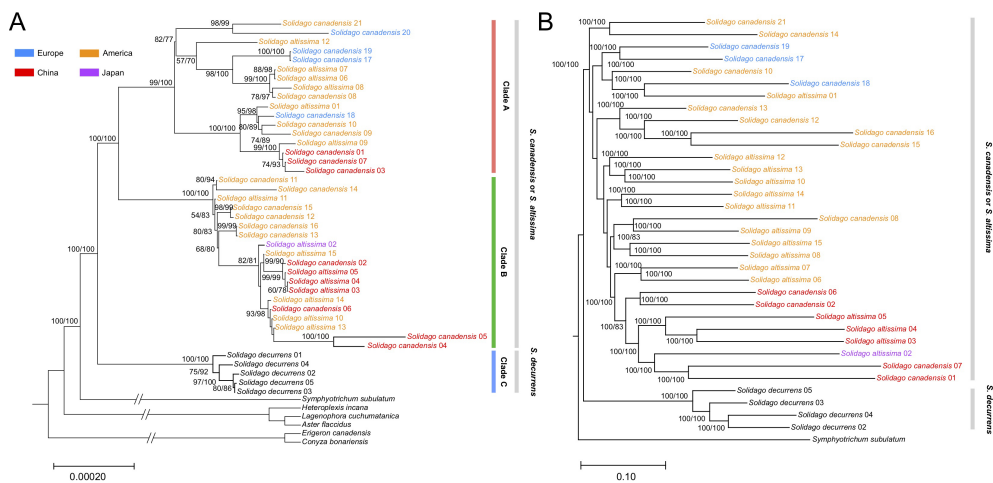 A
Europe
America
China
Japan
98/99
Solidago canadensis 21
Solidago canadensis 20
82/77
Solidago altissima 12
57/70
100/100
Solidago canadensis 19
Solidago canadensis 17
98/100
88/98
Solidago altissima 07
99/100
Solidago altissima 06
Solidago altissima 08
78/97
Solidago canadensis 08
99/100
Solidago altissima 01
95/98
Solidago canadensis 18
80/89
Solidago canadensis 10
Solidago canadensis 09
100/100
74/89
Solidago altissima 09
99/100
Solidago canadensis 01
Solidago canadensis 07
74/93
Solidago canadensis 03
Clade A
100/100
80/94
Solidago canadensis 11
Solidago canadensis 14
100/100
Solidago altissima 11
98/99
Solidago canadensis 15
54/83
Solidago canadensis 12
99/99
Solidago canadensis 16
80/83
Solidago canadensis 13
68/80
Solidago altissima 02
82/81
Solidago altissima 15
99/90
Solidago canadensis 02
Solidago altissima 05
99/99
Solidago altissima 04
60/78
Solidago altissima 03
Solidago altissima 14
93/98
Solidago canadensis 06
Solidago altissima 10
Solidago altissima 13
100/100
Solidago canadensis 05
Solidago canadensis 04
Clade B
S. canadensis or S. altissima
100/100
100/100
100/100
Solidago decurrens 01
75/92
Solidago decurrens 04
Solidago decurrens 02
97/100
Solidago decurrens 05
80/86
Solidago decurrens 03
Clade C
S. decurrens
Symphyotrichum subulatum
Heteroplexis incana
Lagenophora cuchumatanica
Aster flaccidus
Erigeron canadensis
Conyza bonariensis
0.00020
B
100/100
Solidago canadensis 21
Solidago canadensis 14
100/100
Solidago canadensis 19
100/100
Solidago canadensis 17
Solidago canadensis 10
100/100
Solidago canadensis 18
100/100
Solidago altissima 01
Solidago canadensis 13
100/100
Solidago canadensis 12
100/100
Solidago canadensis 16
Solidago canadensis 15
Solidago altissima 12
100/100
Solidago altissima 13
100/100
Solidago altissima 10
Solidago altissima 14
100/100
Solidago altissima 11
Solidago canadensis 08
100/100
Solidago altissima 09
100/83
Solidago altissima 15
100/100
Solidago altissima 08
Solidago altissima 07
100/100
Solidago altissima 06
100/100
Solidago canadensis 06
100/100
Solidago canadensis 02
Solidago altissima 05
100/83
100/100
Solidago altissima 04
100/100
Solidago altissima 03
100/100
Solidago altissima 02
100/100
Solidago canadensis 07
100/100
Solidago canadensis 01
S. canadensis or S. altissima
Solidago decurrens 05
100/100
Solidago decurrens 03
100/100
Solidago decurrens 04
100/100
Solidago decurrens 02
S. decurrens
Symphyotrichum subulatum
0.10